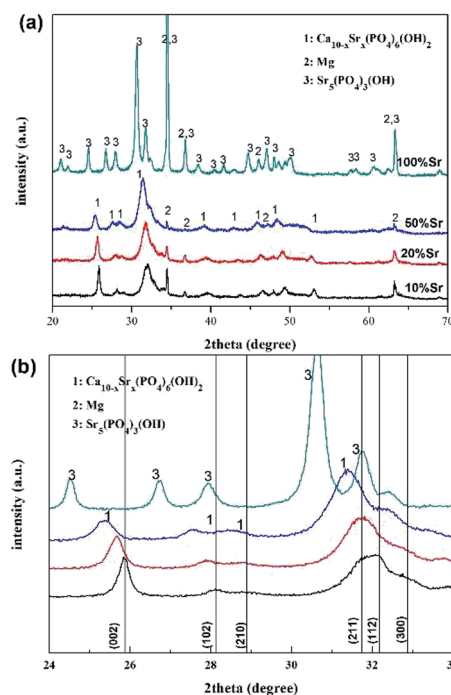 (a)
1: Ca10-xSrx(PO4)6(OH)2
2: Mg
3: Sr5(PO4)3(OH)
intensity (a.u.)
3 2,3
3 3 3 3 3 3 2,3 3 3 3 3 2 3 3 3 33 3 2,3
100%Sr
1 1 1 1 2 2 1 1 1 2 1 1 2
50%Sr
20%Sr
10%Sr
20 30 40 50 60 70
2theta (degree)
(b)
1: Ca10-xSrx(PO4)6(OH)2
2: Mg
3: Sr5(PO4)3(OH)
intensity (a.u.)
3 3 3 3 3
1 1 1 1
(002) (102) (210) (211) (112) (300)
24 26 28 30 32 34
2theta (degree)